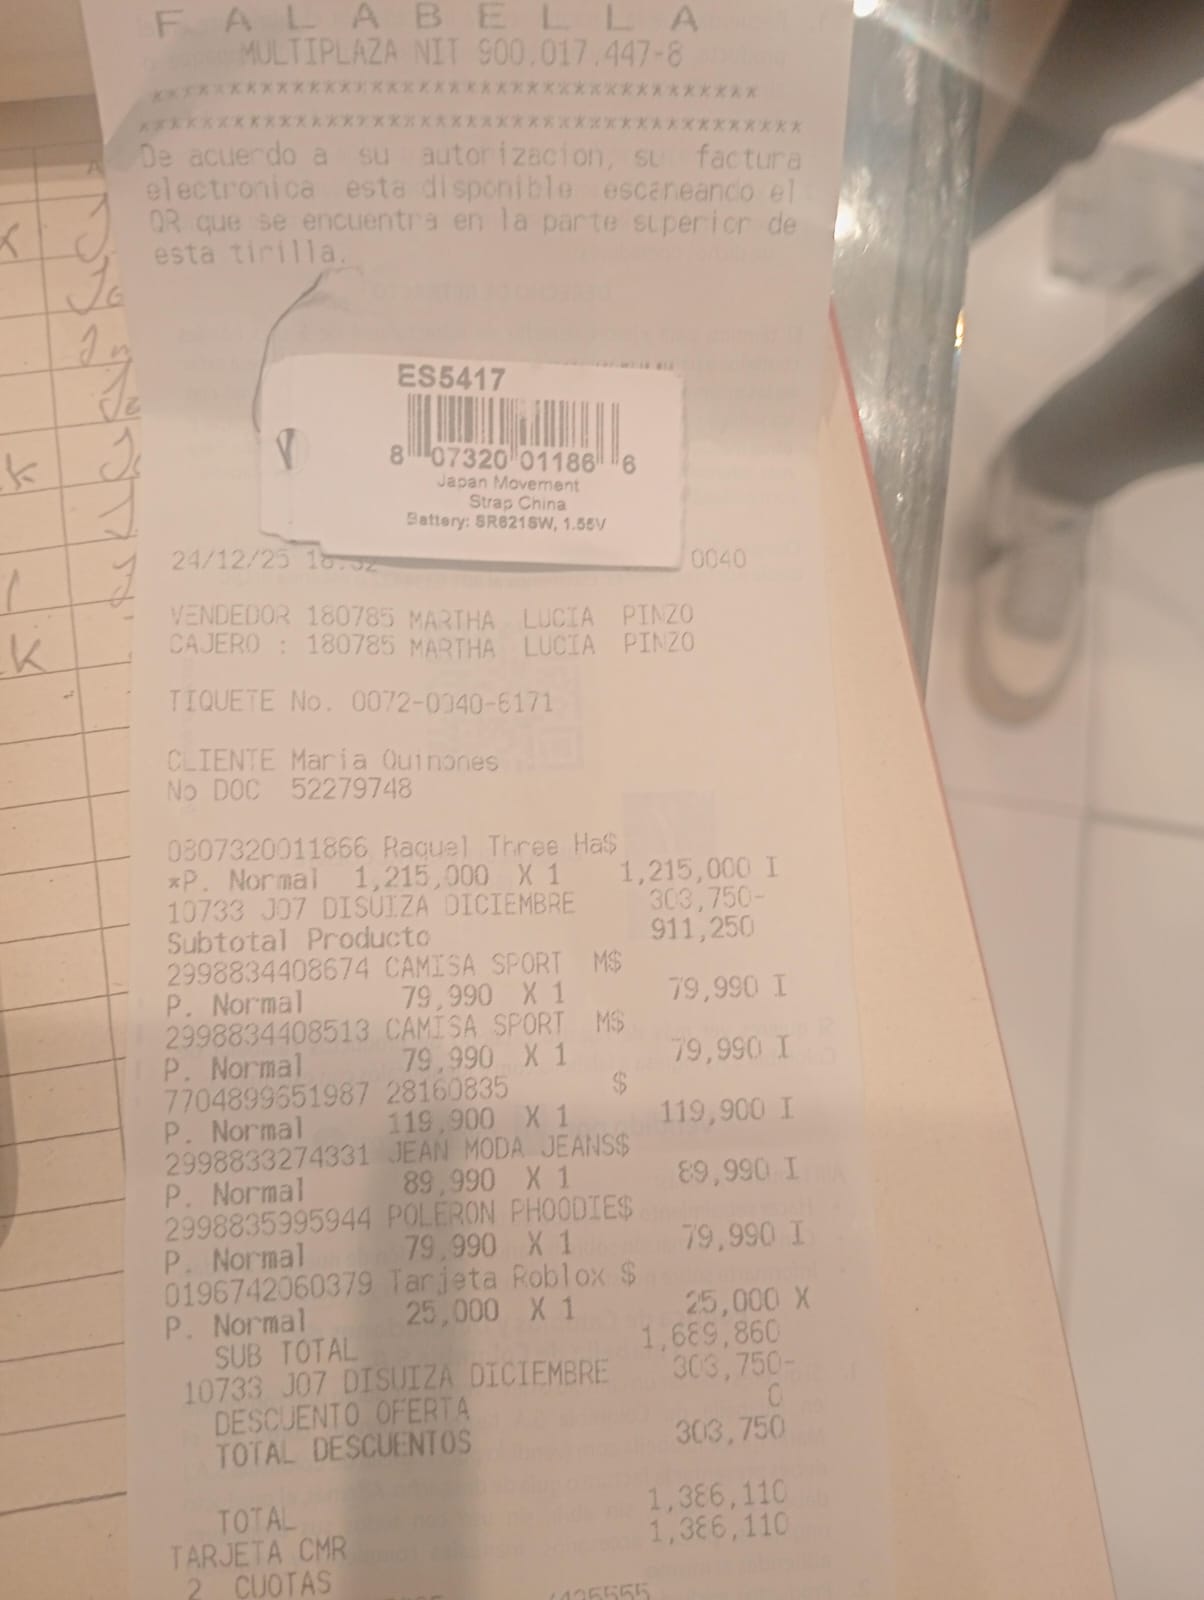 F A L A B E L L A
MULTIPLAZA NIT 900.017.447-8
****************************************
*******************************************
De acuerdo a su autorizacion, su factura
electronica esta disponible escaneando el
QR que se encuentra en la parte superior de
esta tirilla.
ES5417
8 07320 01186 6
Japan Movement
Strap China
Battery: SR621SW, 1.55V
24/12/25 0040
VENDEDOR 180785 MARTHA LUCIA PINZO
CAJERO : 180785 MARTHA LUCIA PINZO
TIQUETE No. 0072-0040-6171
CLIENTE Maria Quinones
No DOC 52279748
0807320011866 Raquel Three Ha$
*P. Normal 1,215,000 X 1 1,215,000 I
10733 J07 DISUIZA DICIEMBRE 303,750-
Subtotal Producto 911,250
2998834408674 CAMISA SPORT M$
P. Normal 79,990 X 1 79,990 I
2998834408513 CAMISA SPORT M$
P. Normal 79,990 X 1 79,990 I
7704899651987 28160835 $
P. Normal 119,900 X 1 119,900 I
2998833274331 JEAN MODA JEANS$
P. Normal 89,990 X 1 89,990 I
2998835995944 POLERON PHOODIE$
P. Normal 79,990 X 1 79,990 I
0196742060379 Tarjeta Roblox $
P. Normal 25,000 X 1 25,000 X
SUB TOTAL 1,689,860
10733 J07 DISUIZA DICIEMBRE 303,750-
DESCUENTO OFERTA 0
TOTAL DESCUENTOS 303,750
TOTAL 1,386,110
TARJETA CMR 1,386,110
2 CUOTAS